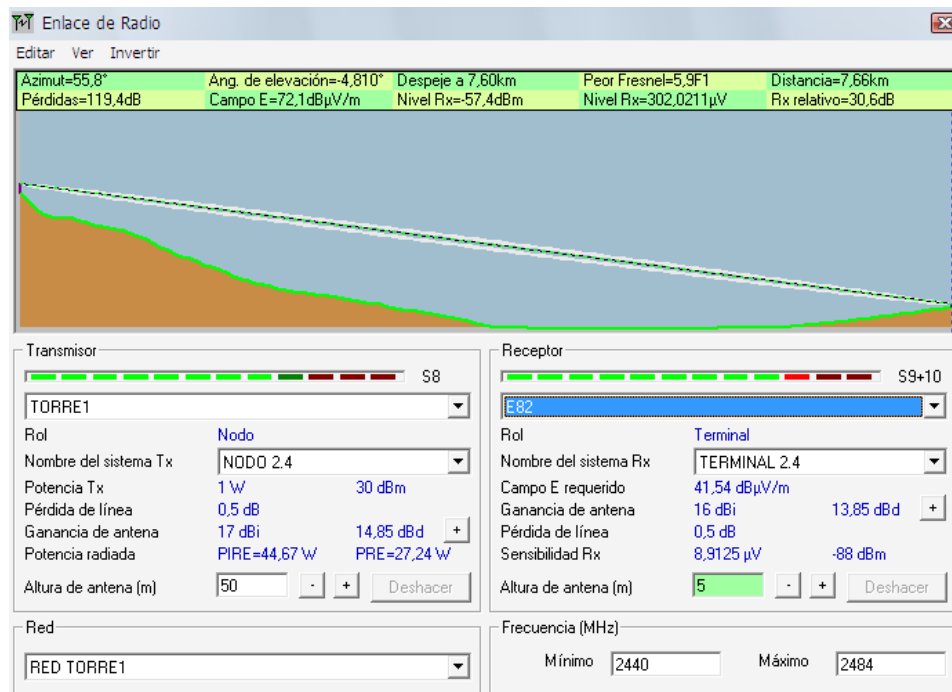 Enlace de Radio
Editar Ver Invertir
Azimut=55,8° Ang. de elevación=-4,810° Despeje a 7,60km Peor Fresnel=5,9F1 Distancia=7,66km
Pérdidas=119,4dB Campo E=72,1dBµV/m Nivel Rx=-57,4dBm Nivel Rx=302,0211µV Rx relativo=30,6dB
Transmisor
S8
TORRE1
Rol Nodo
Nombre del sistema Tx NODO 2.4
Potencia Tx 1 W 30 dBm
Pérdida de línea 0,5 dB
Ganancia de antena 17 dBi 14,85 dBd +
Potencia radiada PIRE=44,67 W PRE=27,24 W
Altura de antena (m) 50 - + Deshacer
Red
RED TORRE1
Receptor
S9+10
E82
Rol Terminal
Nombre del sistema Rx TERMINAL 2.4
Campo E requerido 41,54 dBµV/m
Ganancia de antena 16 dBi 13,85 dBd +
Pérdida de línea 0,5 dB
Sensibilidad Rx 8,9125 µV -88 dBm
Altura de antena (m) 5 - + Deshacer
Frecuencia (MHz)
Mínimo 2440 Máximo 2484